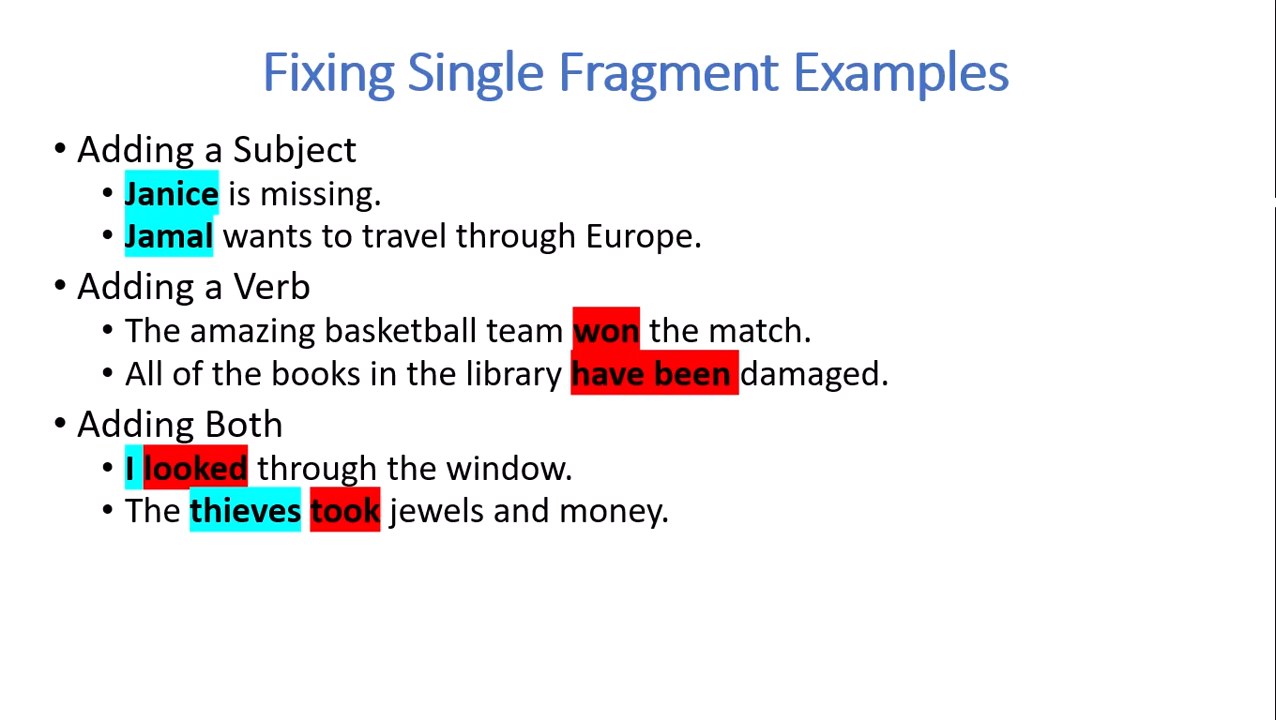 Fixing Single Fragment Examples
• Adding a Subject
• Janice is missing.
• Jamal wants to travel through Europe.
• Adding a Verb
• The amazing basketball team won the match.
• All of the books in the library have been damaged.
• Adding Both
• I looked through the window.
• The thieves took jewels and money.